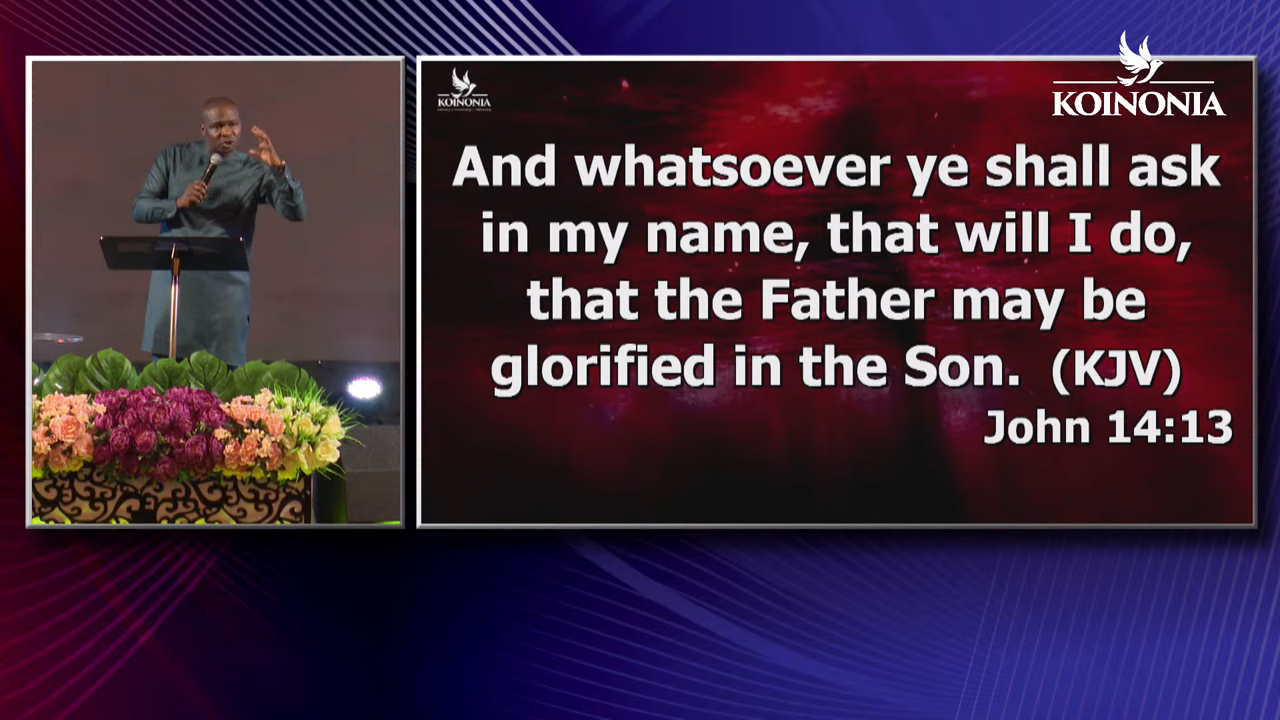 KOINONIA
KOINONIA
And whatsoever ye shall ask
in my name, that will I do,
that the Father may be
glorified in the Son. (KJV)
John 14:13